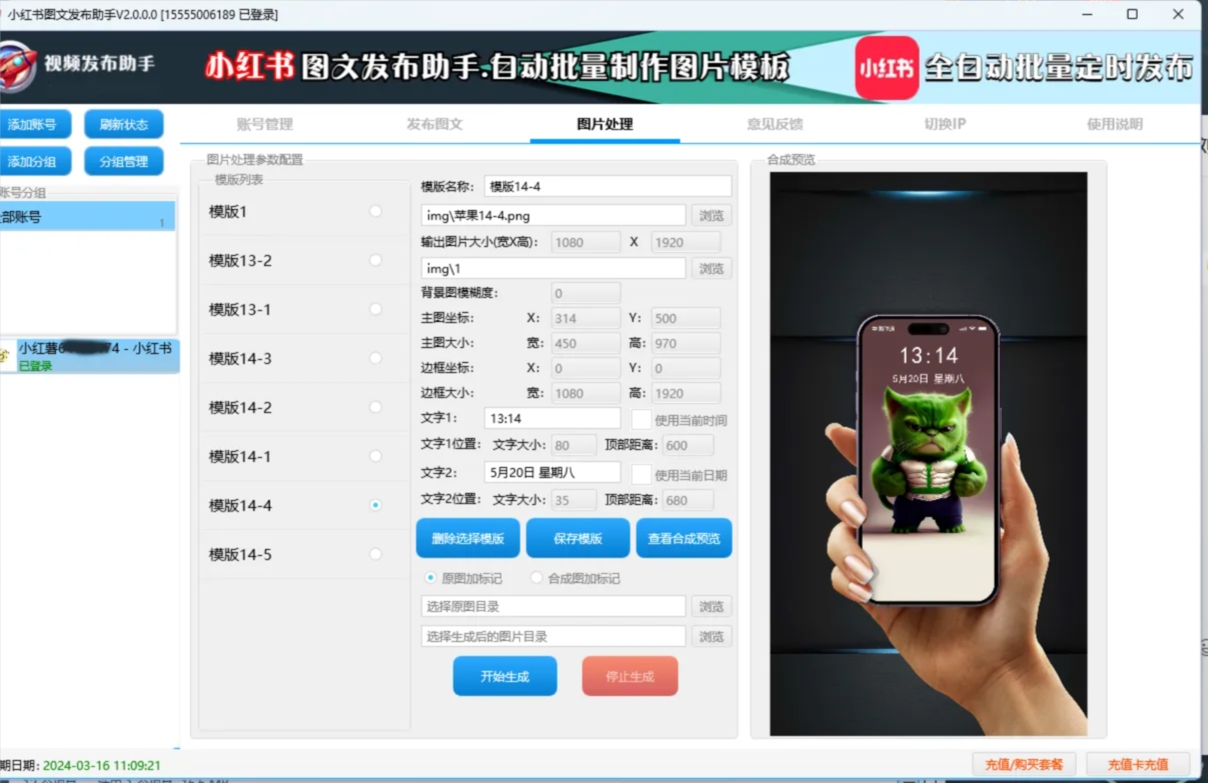 小红书图文发布助手V2.0.0.0 [15555006189 已登录]
视频发布助手
小红书 图文发布助手.自动批量制作图片模板
小红书 全自动批量定时发布
添加账号 刷新状态
添加分组 分组管理
账号管理 发布图文 图片处理 意见反馈 切换IP 使用说明
账号分组
部账号 1
小红薯6 74 - 小红书
已登录
图片处理参数配置
模版列表
模版1
模版13-2
模版13-1
模版14-3
模版14-2
模版14-1
模版14-4
模版14-5
模版名称: 模版14-4
img\苹果14-4.png 浏览
输出图片大小(宽X高): 1080 X 1920
img\1 浏览
背景图模糊度: 0
主图坐标: X: 314 Y: 500
主图大小: 宽: 450 高: 970
边框坐标: X: 0 Y: 0
边框大小: 宽: 1080 高: 1920
文字1: 13:14 使用当前时间
文字1位置: 文字大小: 80 顶部距离: 600
文字2: 5月20日 星期八 使用当前日期
文字2位置: 文字大小: 35 顶部距离: 680
删除选择模版 保存模版 查看合成预览
原图加标记 合成图加标记
选择原图目录 浏览
选择生成后的图片目录 浏览
开始生成 停止生成
合成预览
13:14
5月20日 星期八
期日期: 2024-03-16 11:09:21
充值/购买套餐 充值卡充值